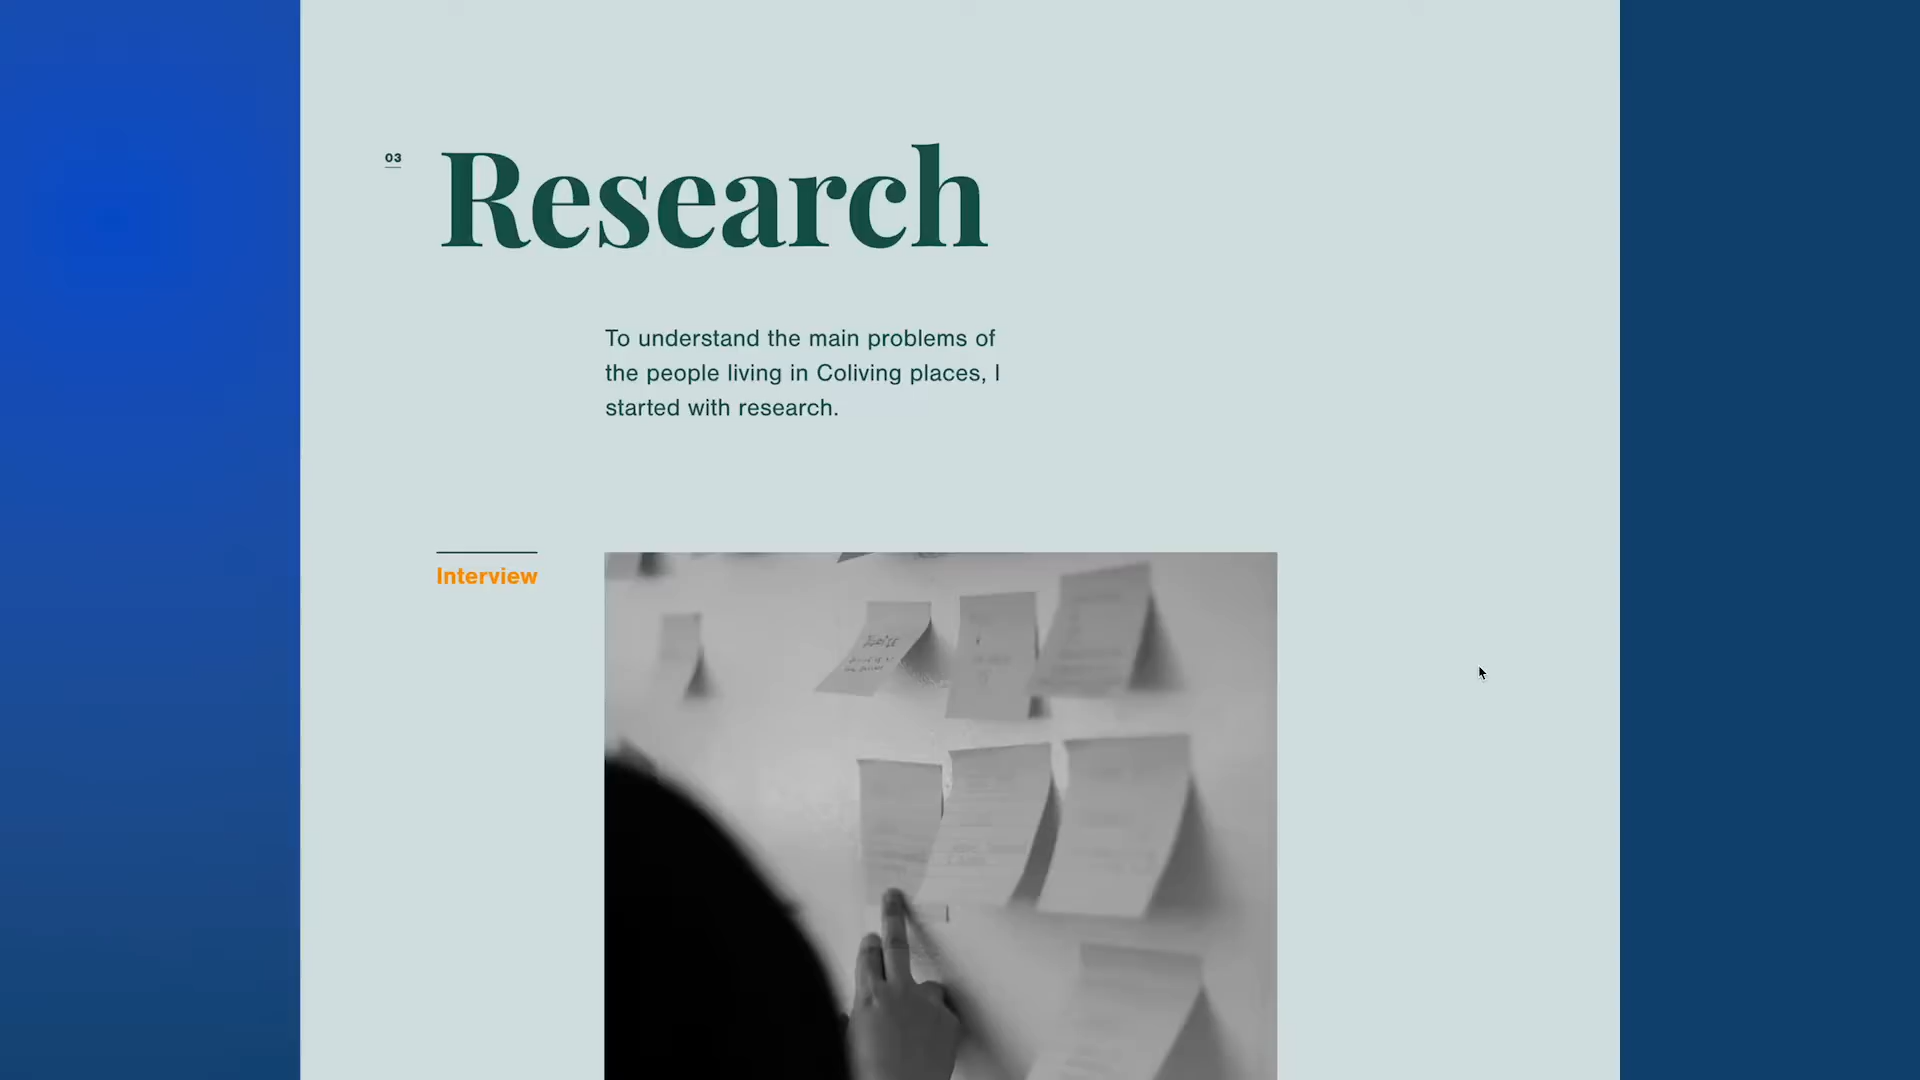 03
Research
To understand the main problems of
the people living in Coliving places, I
started with research.
Interview